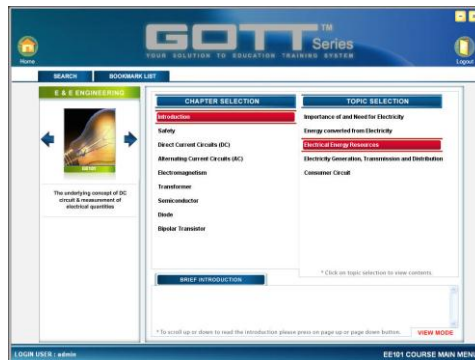 GOTT TM
Series
YOUR SOLUTION TO EDUCATION TRAINING SYSTEM
Home
Logout
SEARCH
BOOKMARK LIST
E & E ENGINEERING
EE101
The underlying concept of DC
circuit & measurement of
electrical quantities
CHAPTER SELECTION
Introduction
Safety
Direct Current Circuits (DC)
Alternating Current Circuits (AC)
Electromagnetism
Transformer
Semiconductor
Diode
Bipolar Transistor
TOPIC SELECTION
Importance of and Need for Electricity
Energy converted from Electricity
Electrical Energy Resources
Electricity Generation, Transmission and Distribution
Consumer Circuit
* Click on topic selection to view contents.
BRIEF INTRODUCTION
* To scroll up or down to read the introduction please press on page up or page down button.
VIEW MODE
LOGIN USER : admin
EE101 COURSE MAIN MENU